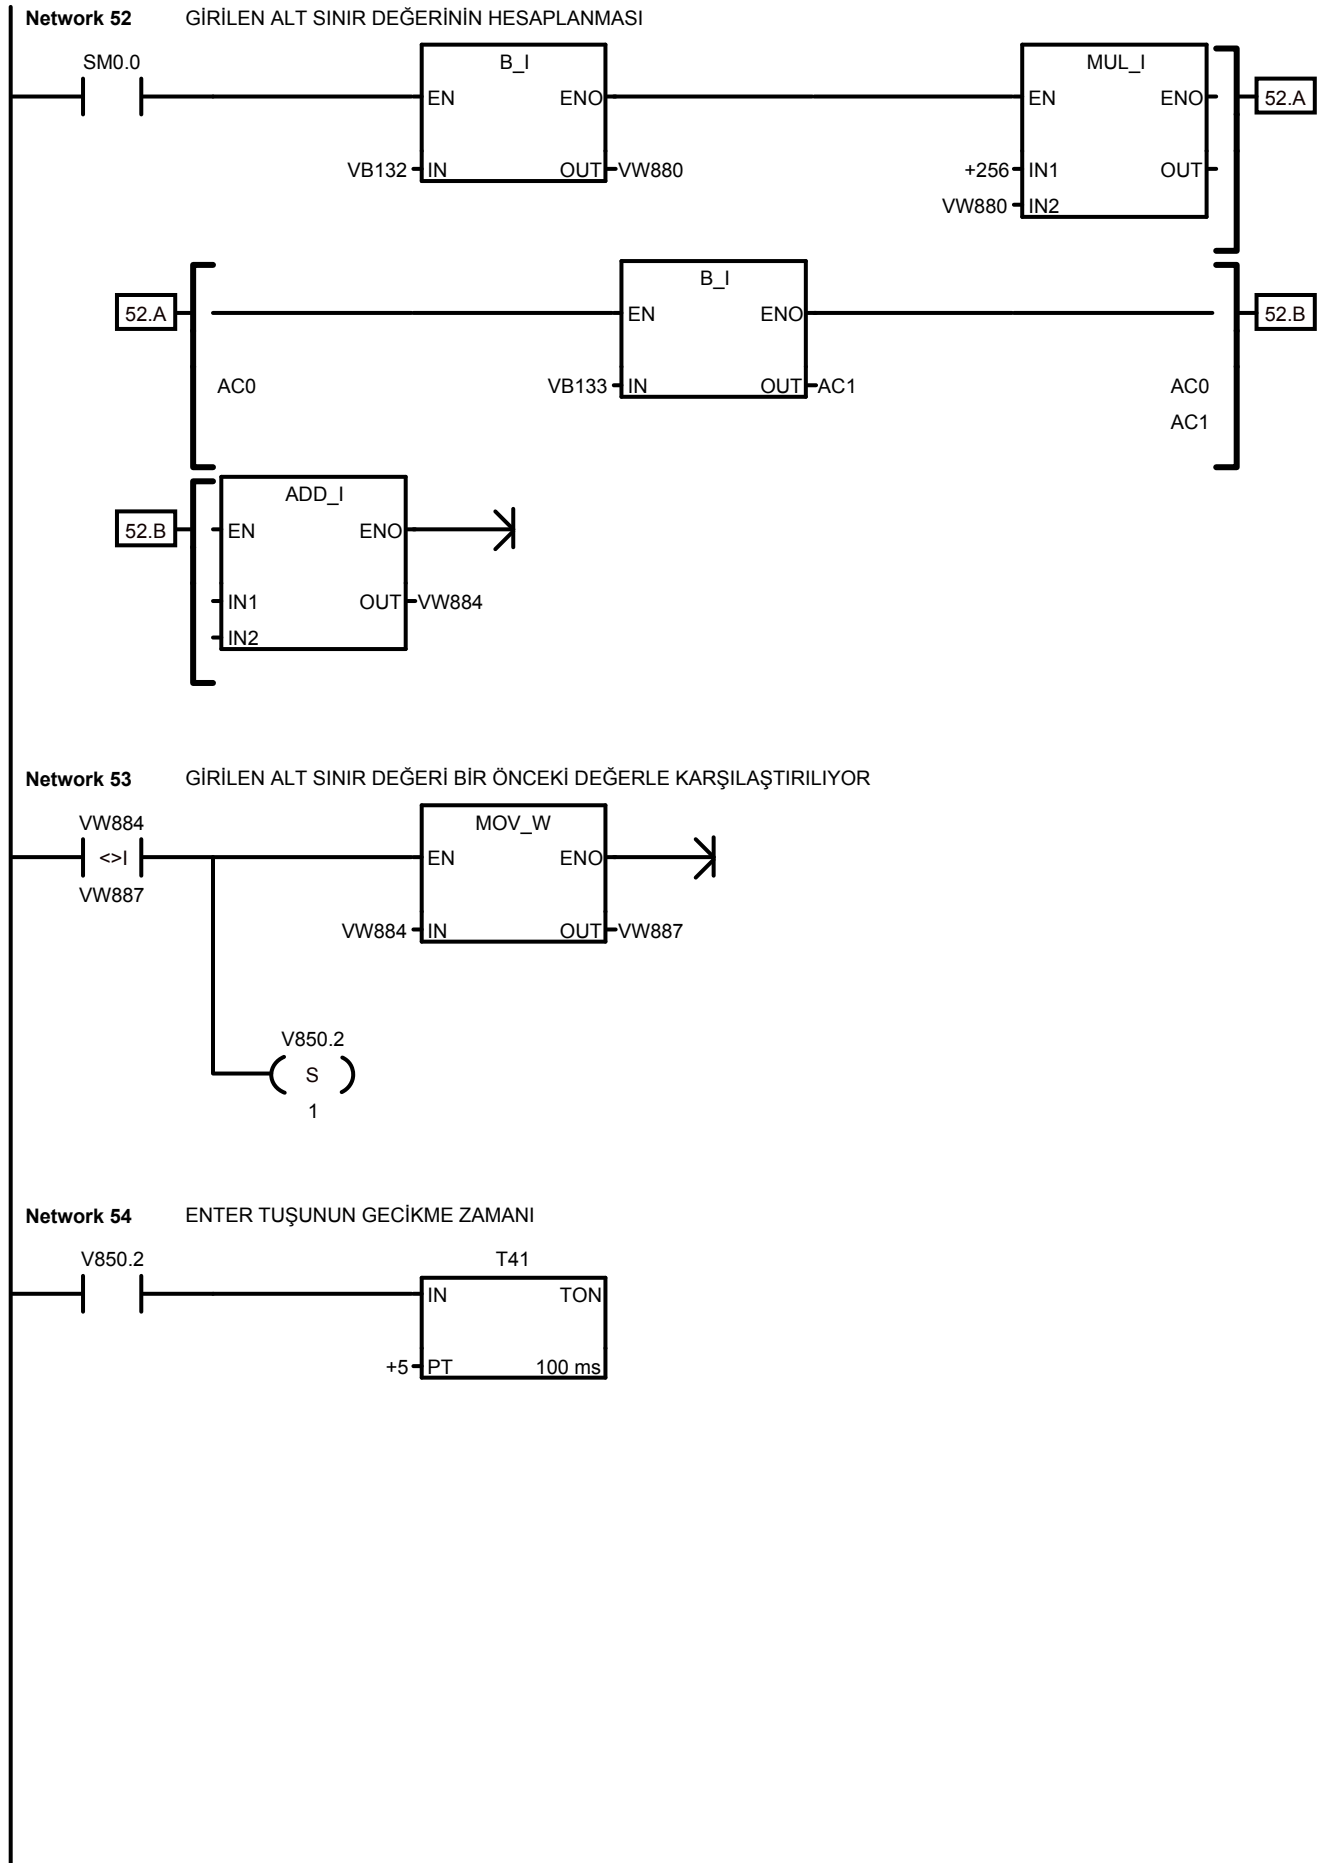 Network 52 GİRİLEN ALT SINIR DEĞERİNİN HESAPLANMASI
SM0.0 B_I MUL_I
EN ENO EN ENO 52.A
VB132 IN OUT VW880 +256 IN1 OUT
VW880 IN2
B_I
52.A EN ENO 52.B
AC0 VB133 IN OUT AC1 AC0
AC1
ADD_I
52.B EN ENO
IN1 OUT VW884
IN2
Network 53 GİRİLEN ALT SINIR DEĞERİ BİR ÖNCEKİ DEĞERLE KARŞILAŞTIRILIYOR
VW884 MOV_W
<>I EN ENO
VW887
VW884 IN OUT VW887
V850.2
S
1
Network 54 ENTER TUŞUNUN GECİKME ZAMANI
V850.2 T41
IN TON
+5 PT 100 ms